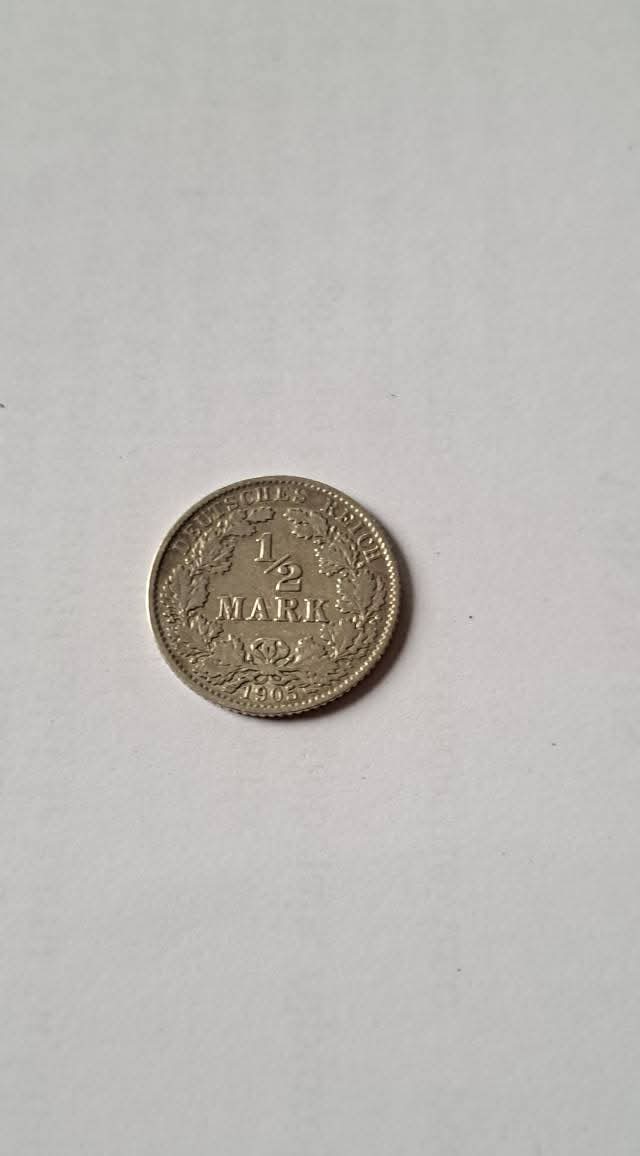 DEUTSCHES REICH
1/2
MARK
1905